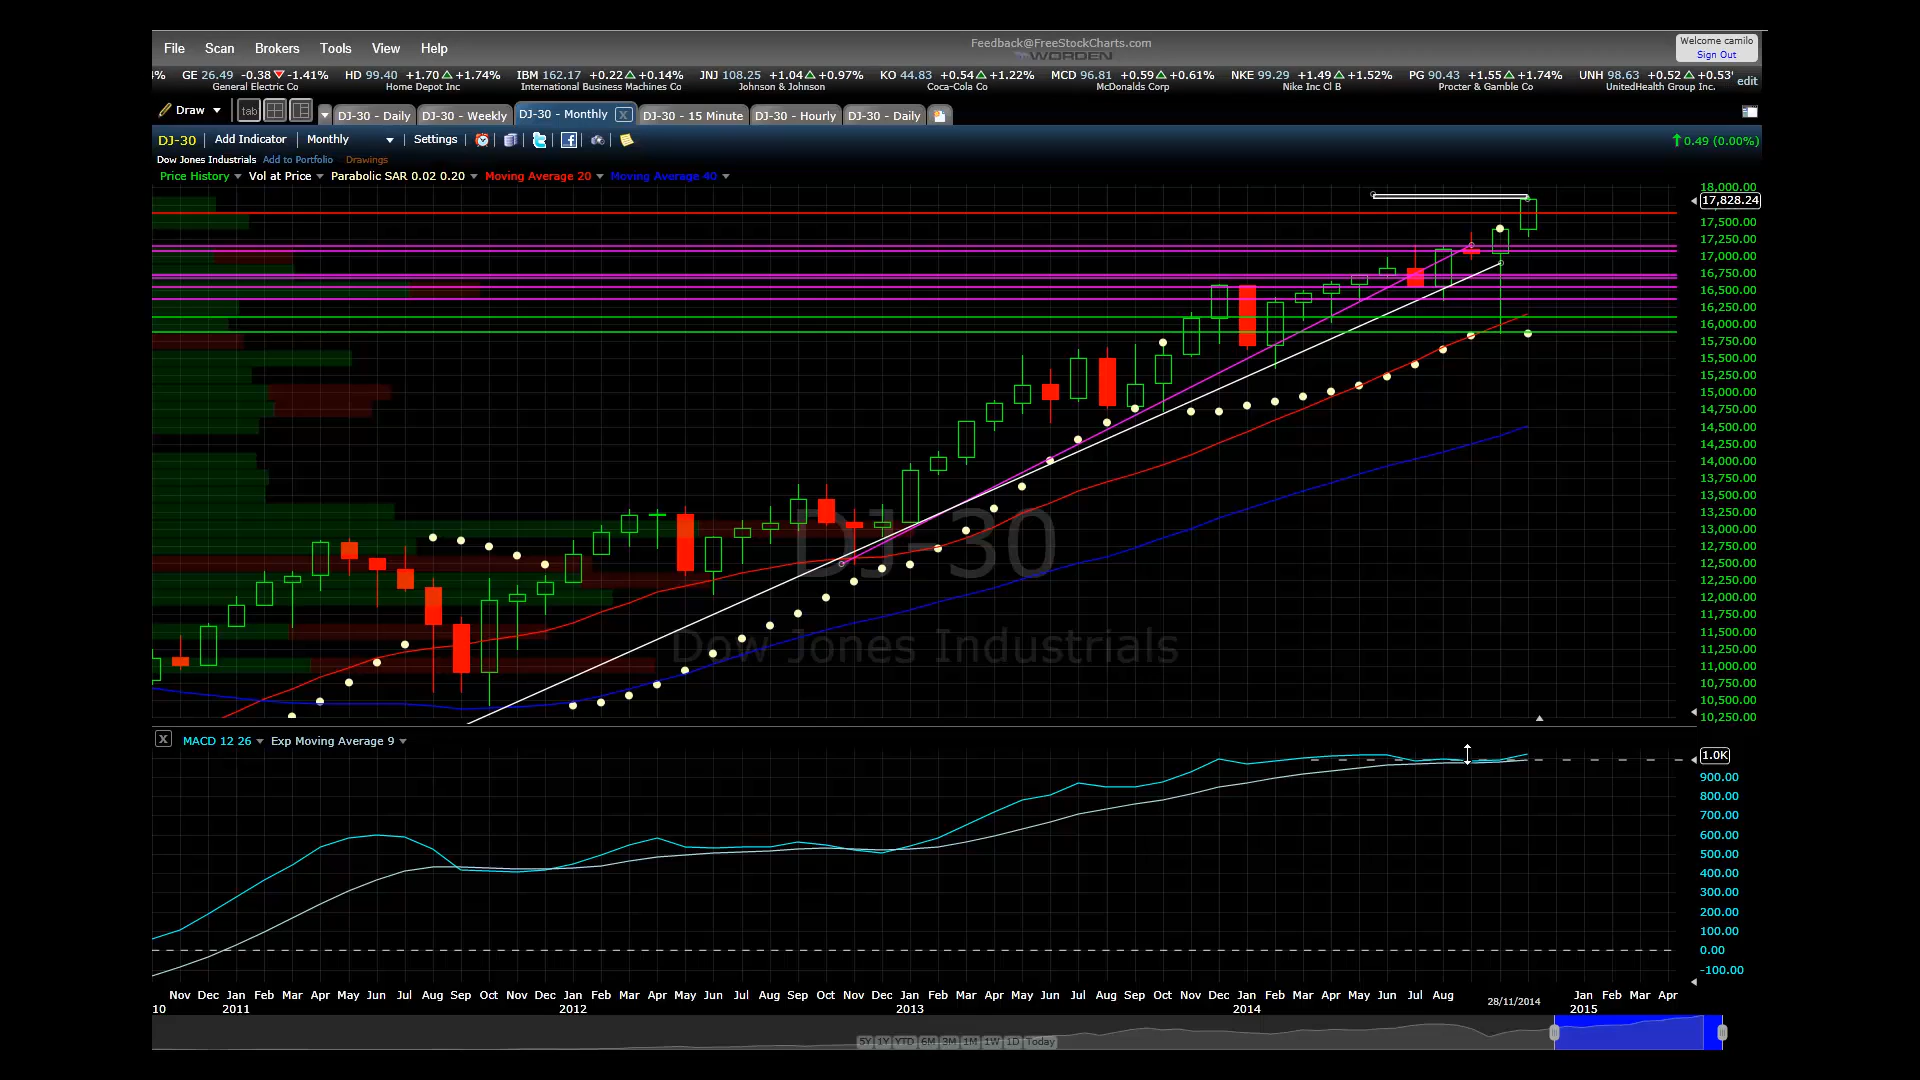 File Scan Brokers Tools View Help
Feedback@FreeStockCharts.com
WORDEN
Welcome camilo
Sign Out
4% GE 26.49 -0.38 -1.41% HD 99.40 +1.70 +1.74% IBM 162.17 +0.22 +0.14% JNJ 108.25 +1.04 +0.97% KO 44.83 +0.54 +1.22% MCD 96.81 +0.59 +0.61% NKE 99.29 +1.49 +1.52% PG 90.43 +1.55 +1.74% UNH 98.63 +0.52 +0.53 edit
General Electric Co Home Depot Inc International Business Machines Co Johnson & Johnson Coca-Cola Co McDonalds Corp Nike Inc Cl B Procter & Gamble Co UnitedHealth Group Inc.
Draw tab DJ-30 - Daily DJ-30 - Weekly DJ-30 - Monthly X DJ-30 - 15 Minute DJ-30 - Hourly DJ-30 - Daily
DJ-30 Add Indicator Monthly Settings 0.49 (0.00%)
Dow Jones Industrials Add to Portfolio Drawings
Price History Vol at Price Parabolic SAR 0.02 0.20 Moving Average 20 Moving Average 40
18,000.00
17,828.24
17,500.00
17,250.00
17,000.00
16,750.00
16,500.00
16,250.00
16,000.00
15,750.00
15,500.00
15,250.00
15,000.00
14,750.00
14,500.00
14,250.00
14,000.00
13,750.00
13,500.00
13,250.00
13,000.00
12,750.00
12,500.00
12,250.00
12,000.00
11,750.00
11,500.00
11,250.00
11,000.00
10,750.00
10,500.00
10,250.00
DJ-30
Dow Jones Industrials
X MACD 12 26 Exp Moving Average 9
1.0K
900.00
800.00
700.00
600.00
500.00
400.00
300.00
200.00
100.00
0.00
-100.00
Nov Dec Jan Feb Mar Apr May Jun Jul Aug Sep Oct Nov Dec Jan Feb Mar Apr May Jun Jul Aug Sep Oct Nov Dec Jan Feb Mar Apr May Jun Jul Aug Sep Oct Nov Dec Jan Feb Mar Apr May Jun Jul Aug 28/11/2014 Jan Feb Mar Apr
10 2011 2012 2013 2014 2015
5Y 1Y YTD 6M 3M 1M 1W 1D Today